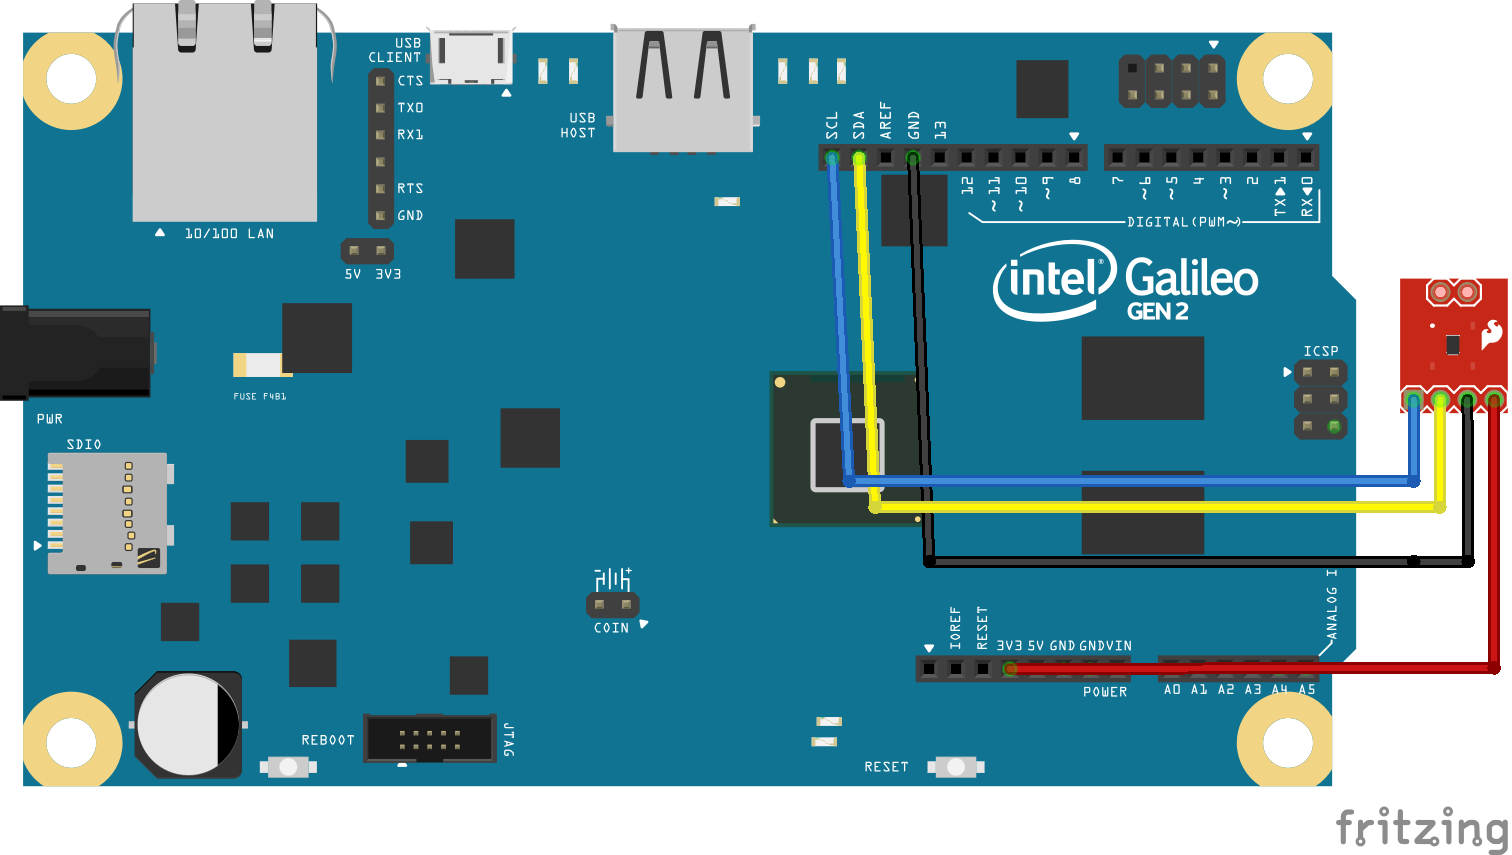 USB
CLIENT
CTS
TX0
RX1
RTS
GND
5V 3V3
10/100 LAN
USB
HOST
SCL
SDA
AREF
GND
13
12
~11
~10
~9
8
7
~6
~5
4
~3
2
TX▶1
RX◀0
DIGITAL(PWM~)
intel® Galileo
GEN 2
ICSP
FUSE F4B1
PWR
SDIO
- +
COIN
ANALOG I
IOREF
RESET
3V3 5V GND GND VIN
POWER
A0 A1 A2 A3 A4 A5
REBOOT
JTAG
RESET
fritzing